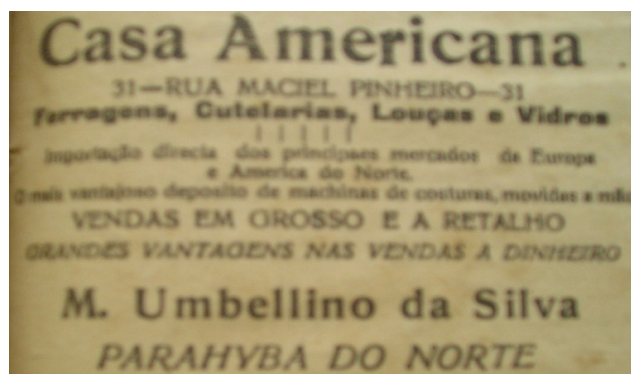 Casa Americana
31—RUA MACIEL PINHEIRO—31
Ferragens, Cutelarias, Louças e Vidros
Importação directa dos principaes mercados da Europa
e America do Norte.
O mais vantajoso deposito de machinas de costuras, movidas a mão
VENDAS EM GROSSO E A RETALHO
GRANDES VANTAGENS NAS VENDAS A DINHEIRO
M. Umbellino da Silva
PARAHYBA DO NORTE